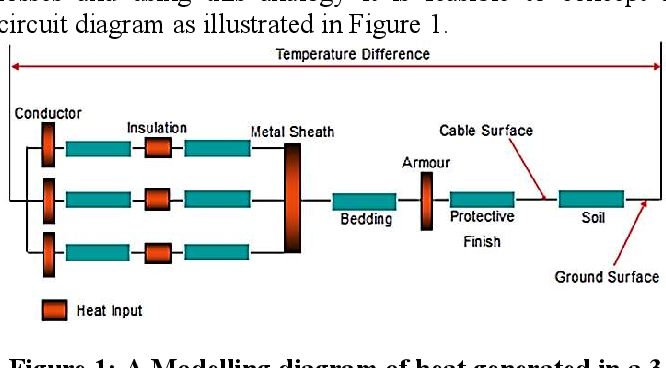 circuit diagram as illustrated in Figure 1.
Temperature Difference
Conductor
Insulation
Metal Sheath
Cable Surface
Armour
Bedding
Protective
Finish
Soil
Ground Surface
Heat Input
Figure 1: A Modelling diagram of heat generated in a 3